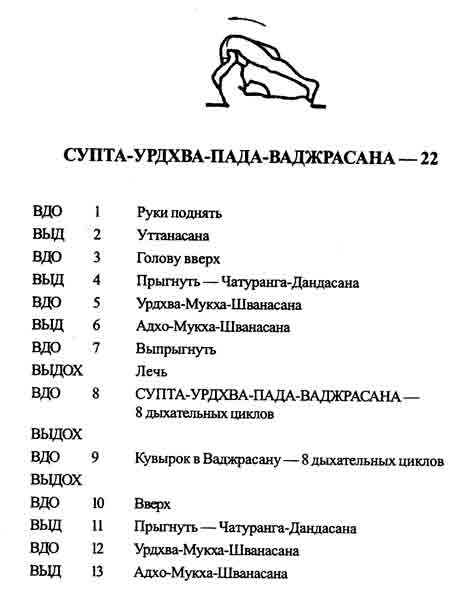 СУПТА-УРДХВА-ПАДА-ВАДЖРАСАНА — 22
ВДО 1 Руки поднять
ВЫД 2 Уттанасана
ВДО 3 Голову вверх
ВЫД 4 Прыгнуть — Чатуранга-Дандасана
ВДО 5 Урдхва-Мукха-Шванасана
ВЫД 6 Адхо-Мукха-Шванасана
ВДО 7 Выпрыгнуть
ВЫДОХ Лечь
ВДО 8 СУПТА-УРДХВА-ПАДА-ВАДЖРАСАНА —
8 дыхательных циклов
ВЫДОХ
ВДО 9 Кувырок в Ваджрасану — 8 дыхательных циклов
ВЫДОХ
ВДО 10 Вверх
ВЫД 11 Прыгнуть — Чатуранга-Дандасана
ВДО 12 Урдхва-Мукха-Шванасана
ВЫД 13 Адхо-Мукха-Шванасана